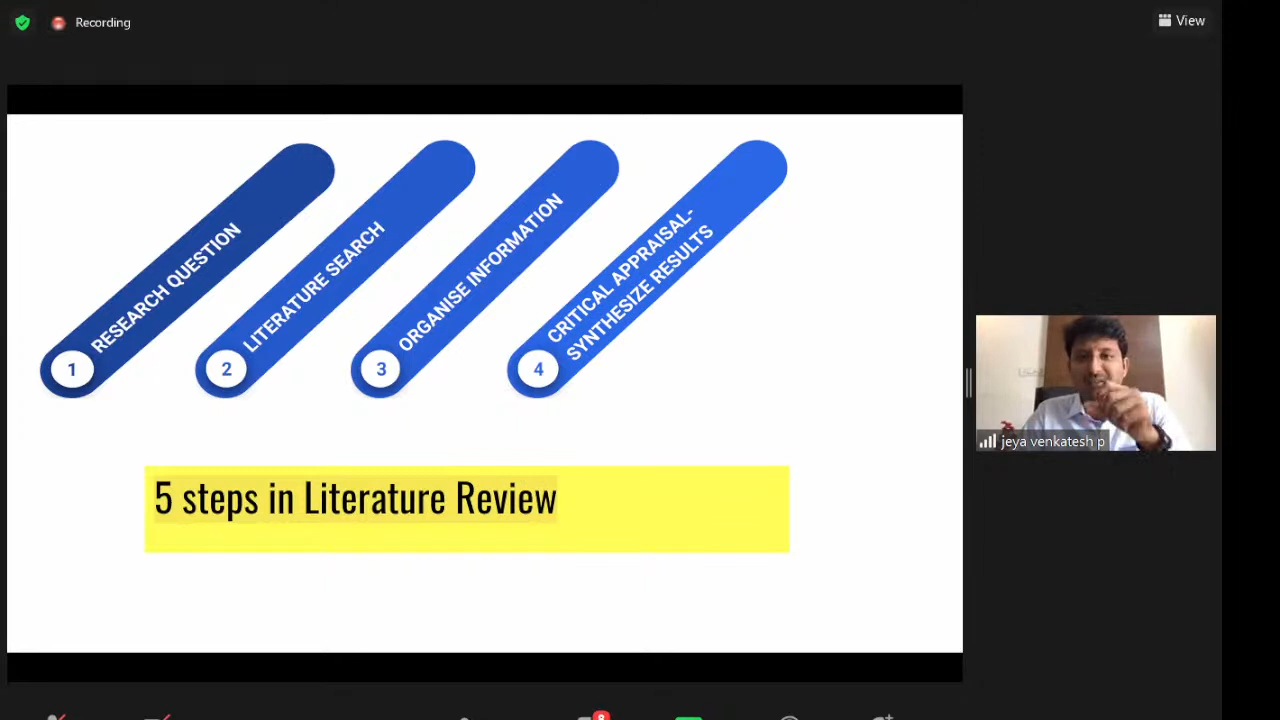 Recording
View
RESEARCH QUESTION
LITERATURE SEARCH
ORGANISE INFORMATION
CRITICAL APPRAISAL-
SYNTHESIZE RESULTS
1
2
3
4
5 steps in Literature Review
jeya venkatesh p
8